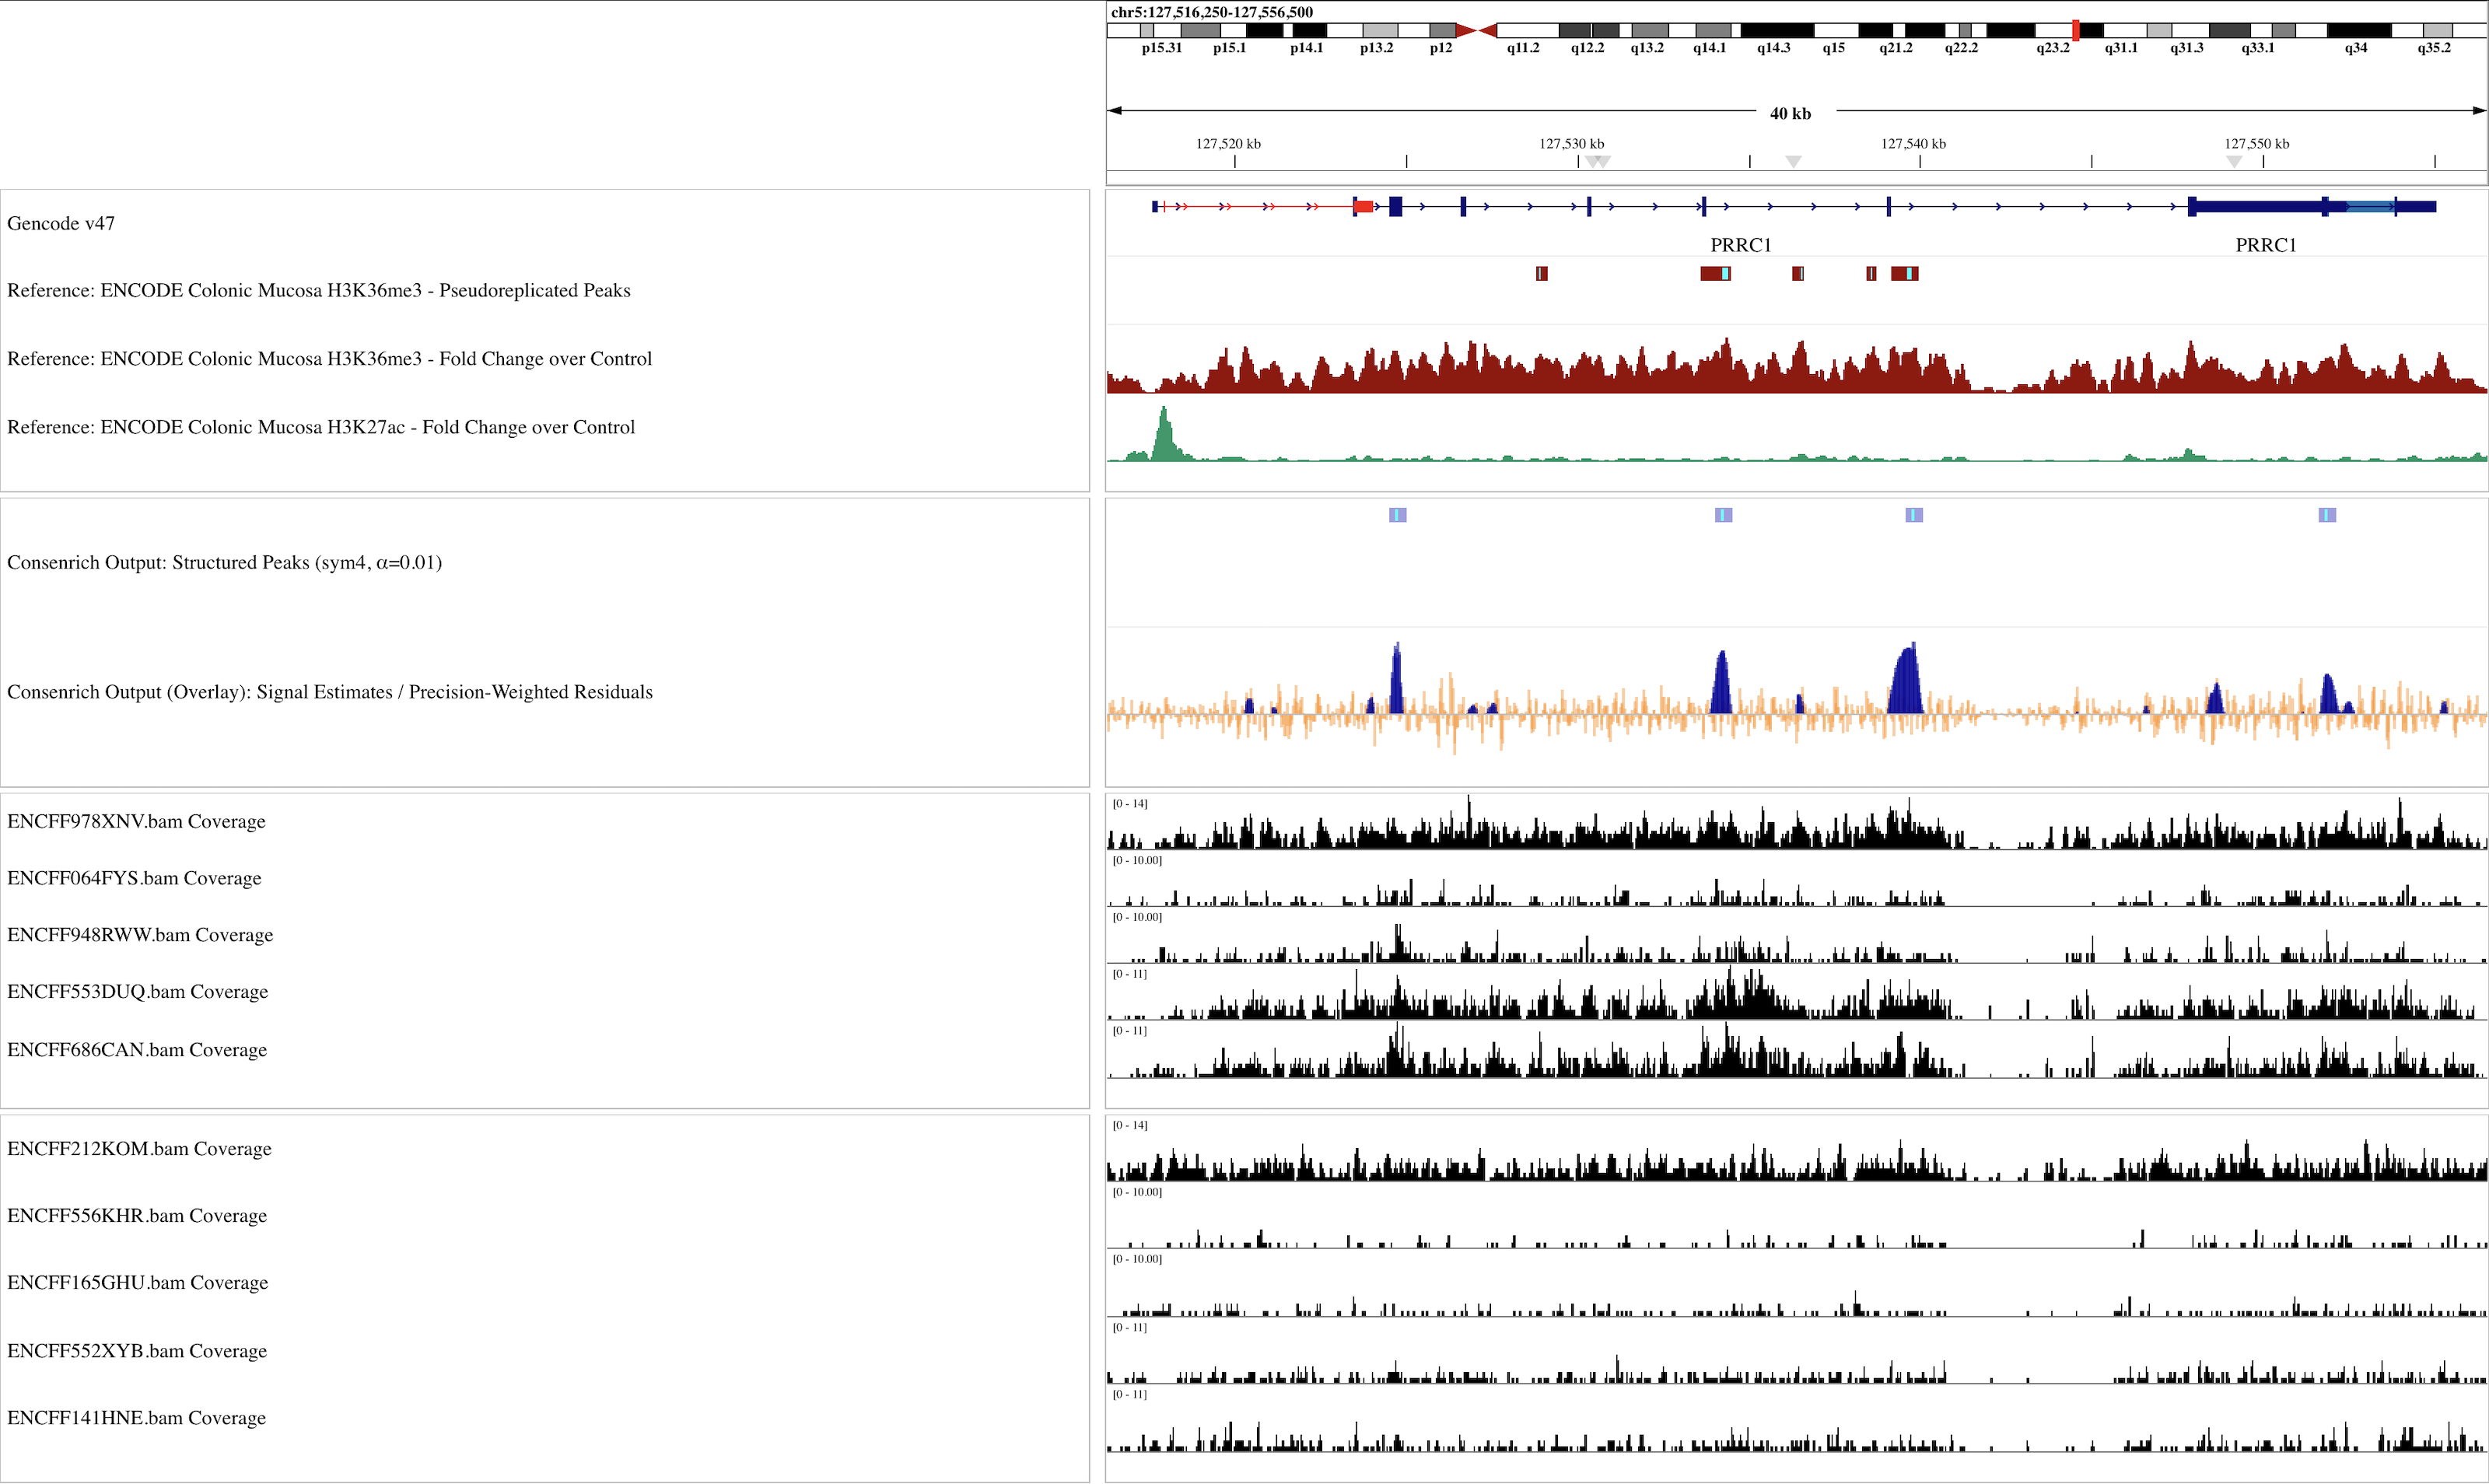 chr5:127,516,250-127,556,500
p15.31 p15.1 p14.1 p13.2 p12 q11.2 q12.2 q13.2 q14.1 q14.3 q15 q21.2 q22.2 q23.2 q31.1 q31.3 q33.1 q34 q35.2
40 kb
127,520 kb 127,530 kb 127,540 kb 127,550 kb
Gencode v47
PRRC1 PRRC1
Reference: ENCODE Colonic Mucosa H3K36me3 - Pseudoreplicated Peaks
Reference: ENCODE Colonic Mucosa H3K36me3 - Fold Change over Control
Reference: ENCODE Colonic Mucosa H3K27ac - Fold Change over Control
Consenrich Output: Structured Peaks (sym4, α=0.01)
Consenrich Output (Overlay): Signal Estimates / Precision-Weighted Residuals
[0 - 14]
ENCFF978XNV.bam Coverage
[0 - 10.00]
ENCFF064FYS.bam Coverage
[0 - 10.00]
ENCFF948RWW.bam Coverage
[0 - 11]
ENCFF553DUQ.bam Coverage
[0 - 11]
ENCFF686CAN.bam Coverage
[0 - 14]
ENCFF212KOM.bam Coverage
[0 - 10.00]
ENCFF556KHR.bam Coverage
[0 - 10.00]
ENCFF165GHU.bam Coverage
[0 - 11]
ENCFF552XYB.bam Coverage
[0 - 11]
ENCFF141HNE.bam Coverage